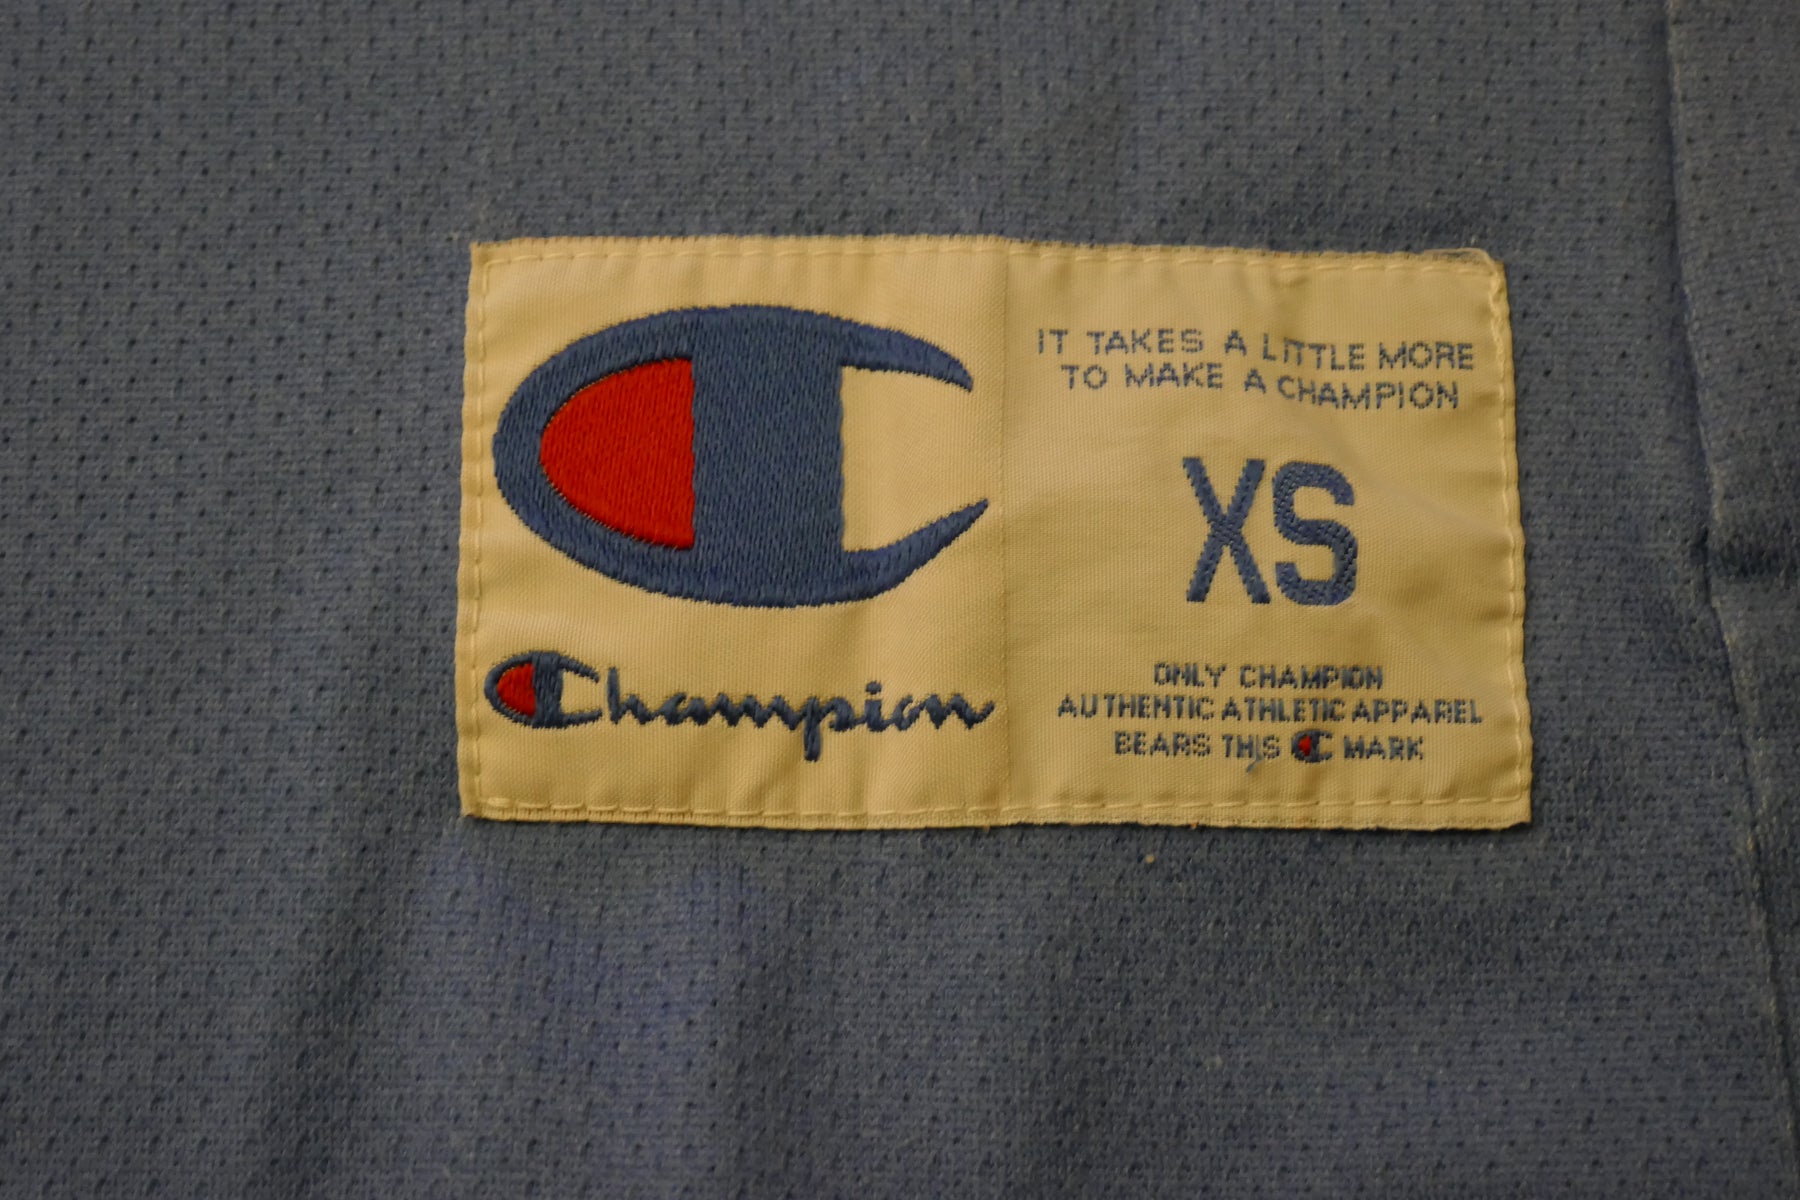 Champion
IT TAKES A LITTLE MORE
TO MAKE A CHAMPION
XS
ONLY CHAMPION
AUTHENTIC ATHLETIC APPAREL
BEARS THIS C MARK